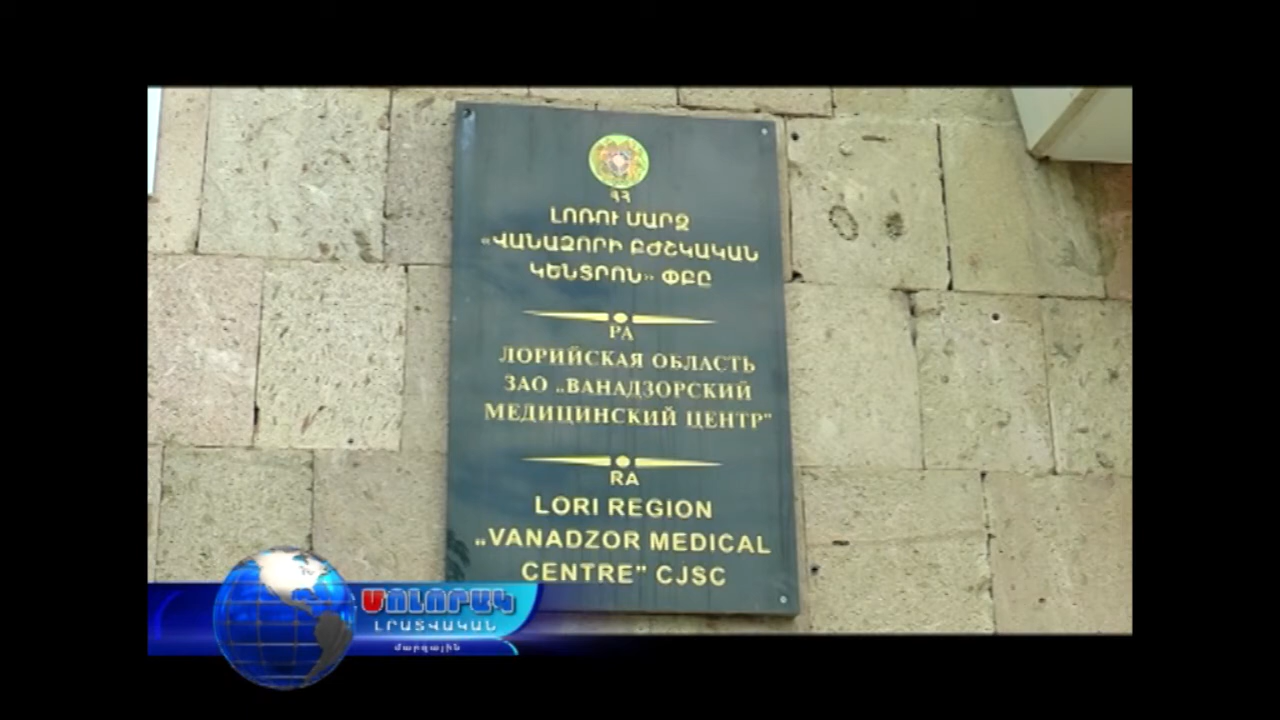 ՀՀ
ԼՈՌՈՒ ՄԱՐԶ
«ՎԱՆԱՁՈՐԻ ԲԺՇԿԱԿԱՆ
ԿԵՆՏՐՈՆ» ՓԲԸ
РА
ЛОРИЙСКАЯ ОБЛАСТЬ
ЗАО „ВАНАДЗОРСКИЙ
МЕДИЦИНСКИЙ ЦЕНТР"
RA
LORI REGION
„VANADZOR MEDICAL
CENTRE" CJSC
ՄՈԼՈՐԱԿ
ԼՐԱՏՎԱԿԱՆ
մարզային